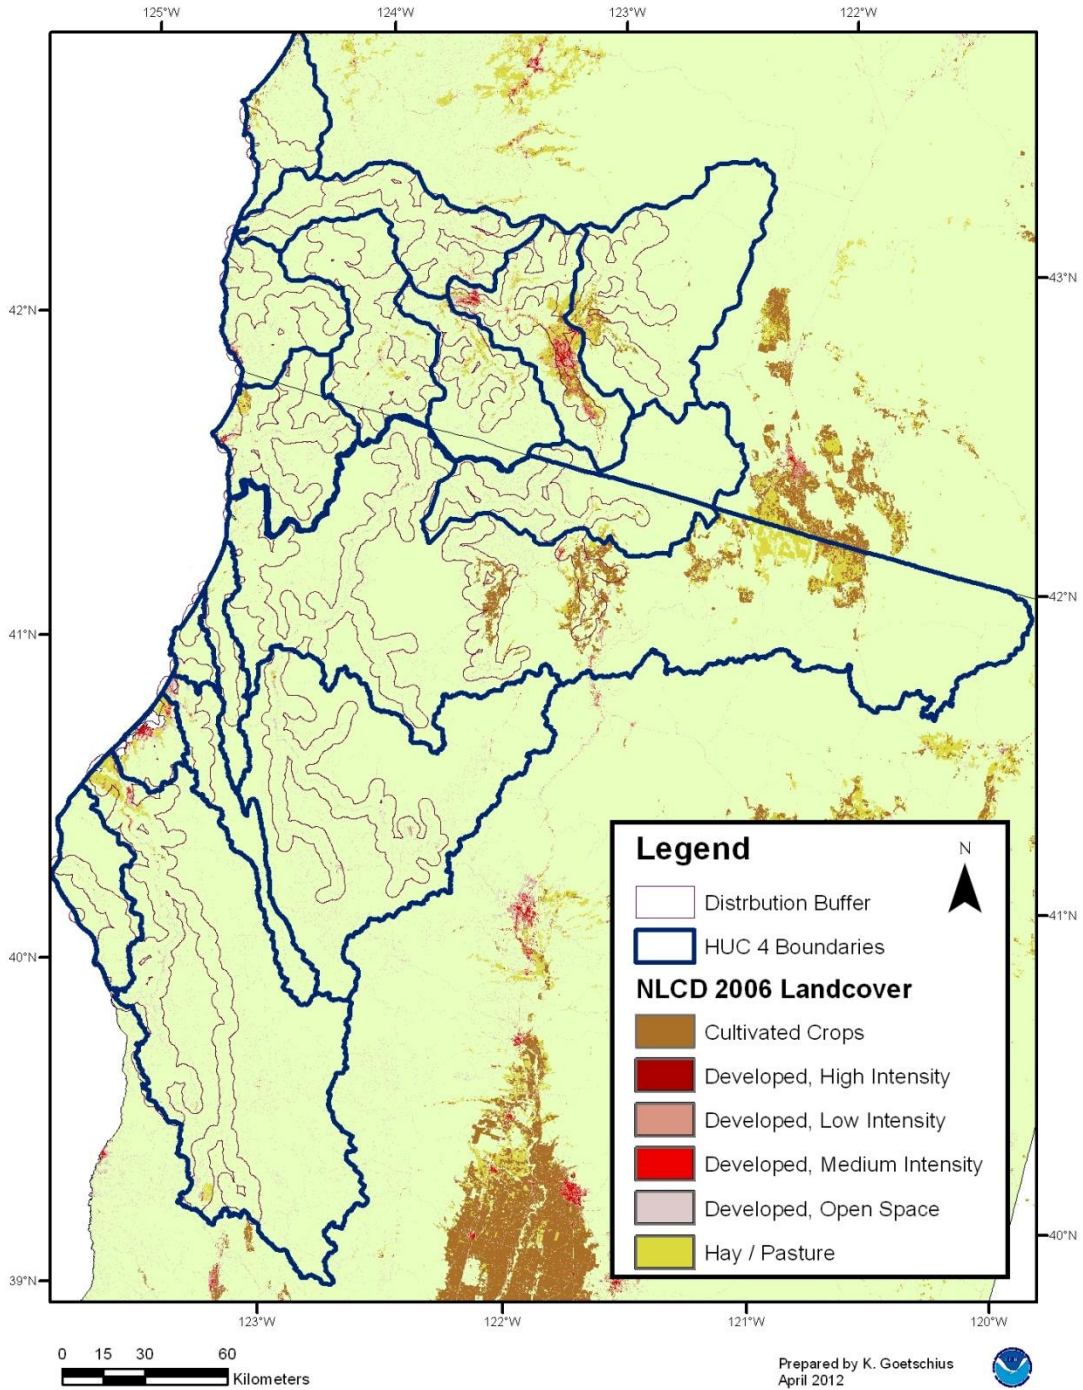 125°W 124°W 123°W 122°W
43°N
42°N
42°N
41°N
Legend
N
Distrbution Buffer
41°N
HUC 4 Boundaries
40°N
NLCD 2006 Landcover
Cultivated Crops
Developed, High Intensity
Developed, Low Intensity
Developed, Medium Intensity
Developed, Open Space
40°N
Hay / Pasture
39°N
123°W 122°W 121°W 120°W
0 15 30 60
Kilometers
Prepared by K. Goetschius
April 2012